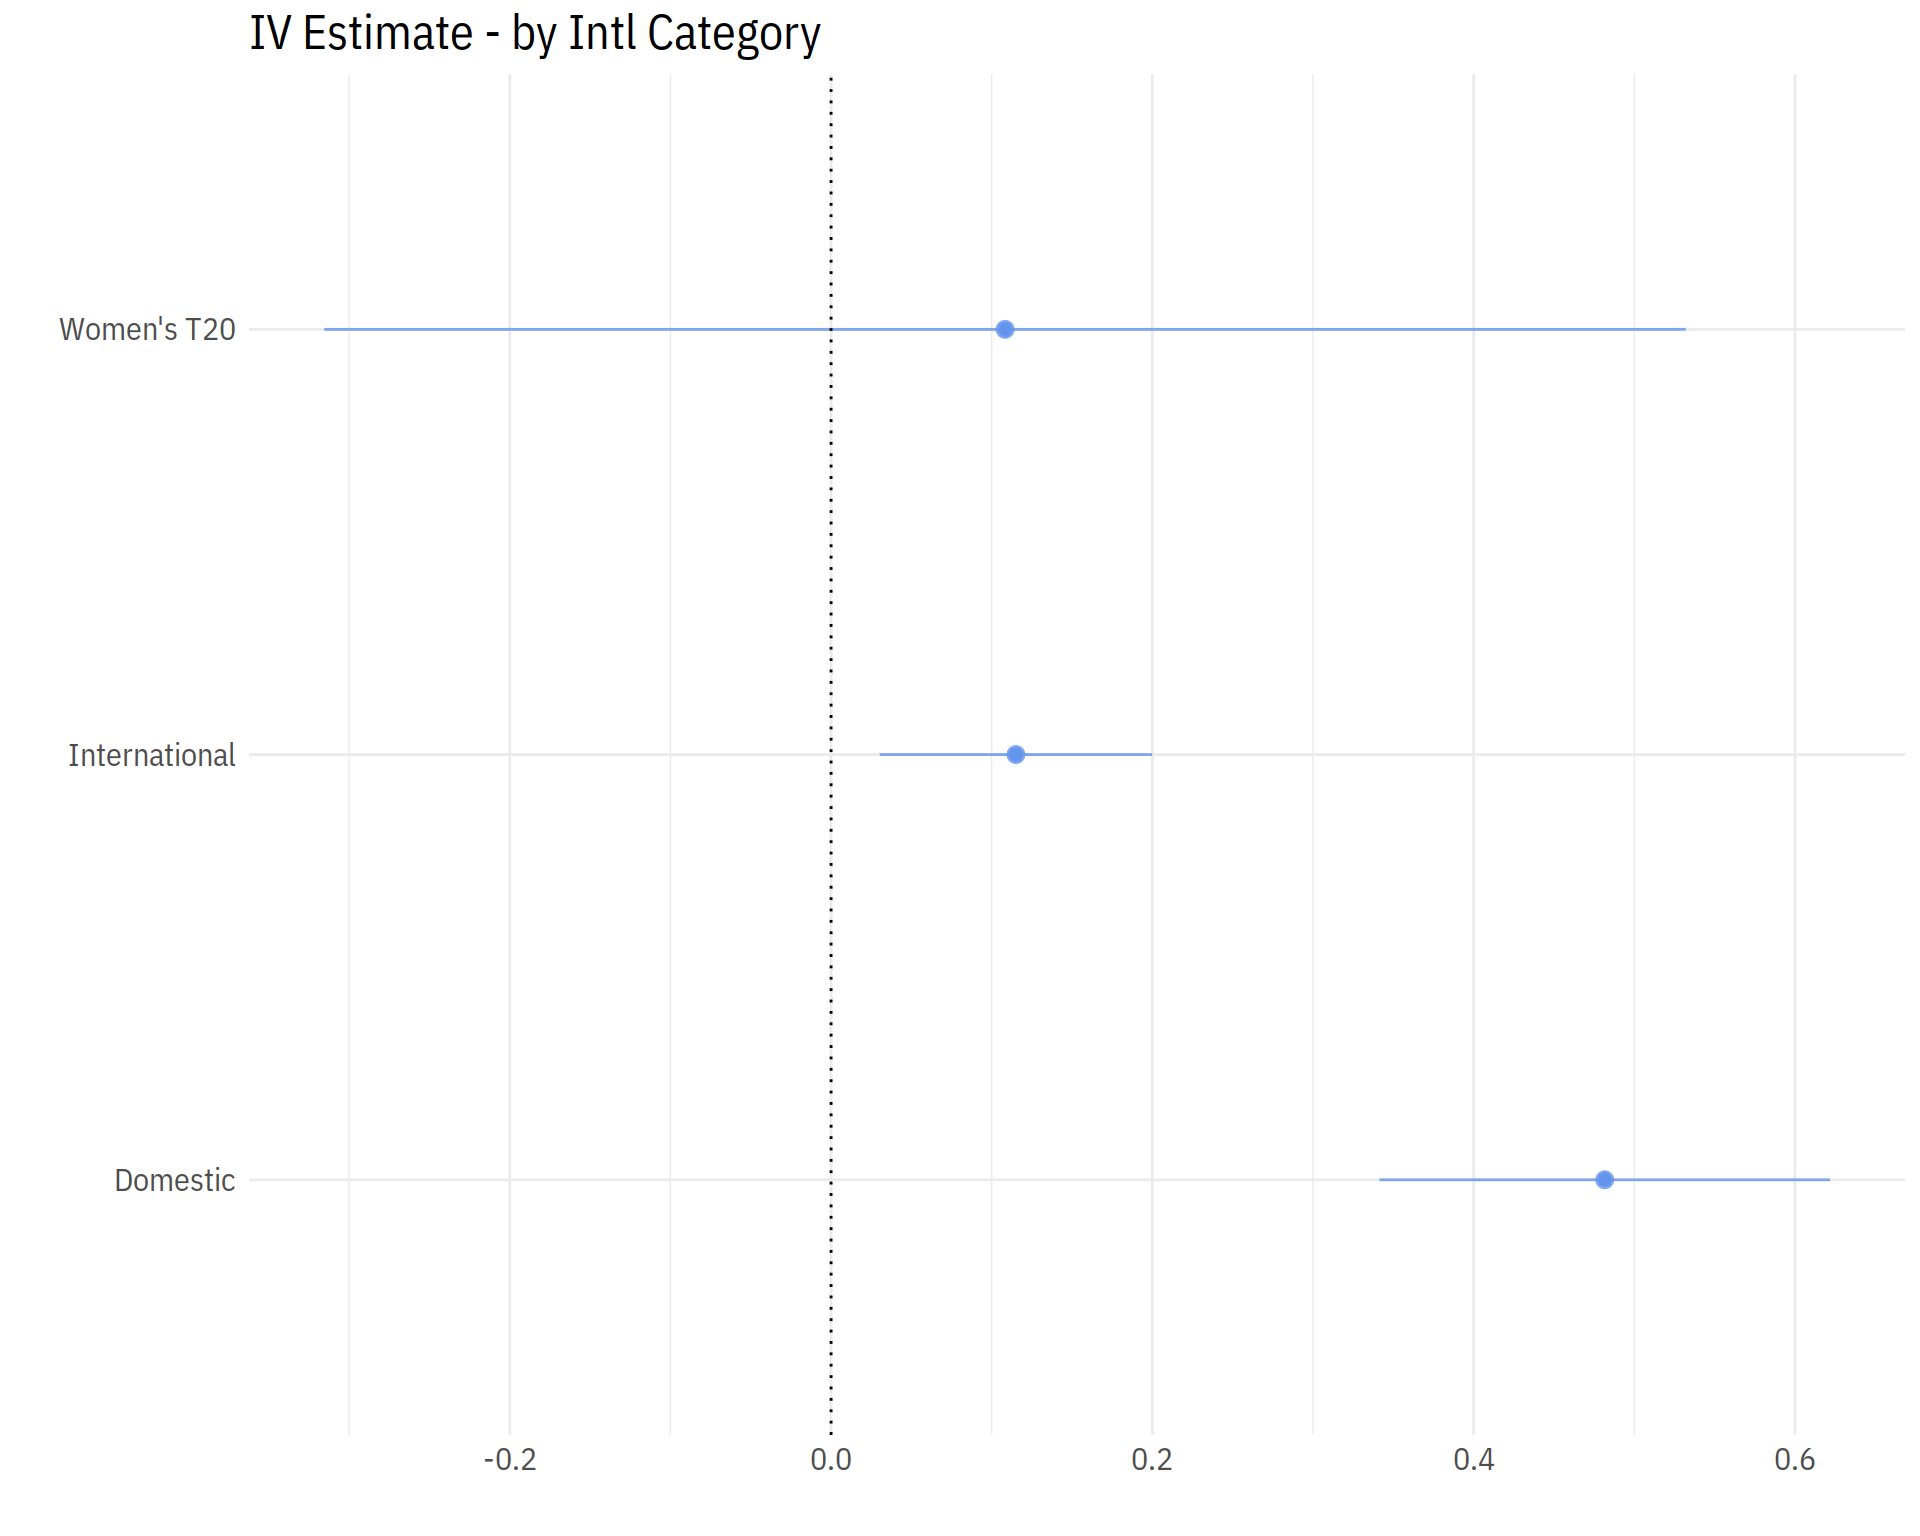 IV Estimate - by Intl Category
Women's T20
International
Domestic
-0.2 0.0 0.2 0.4 0.6